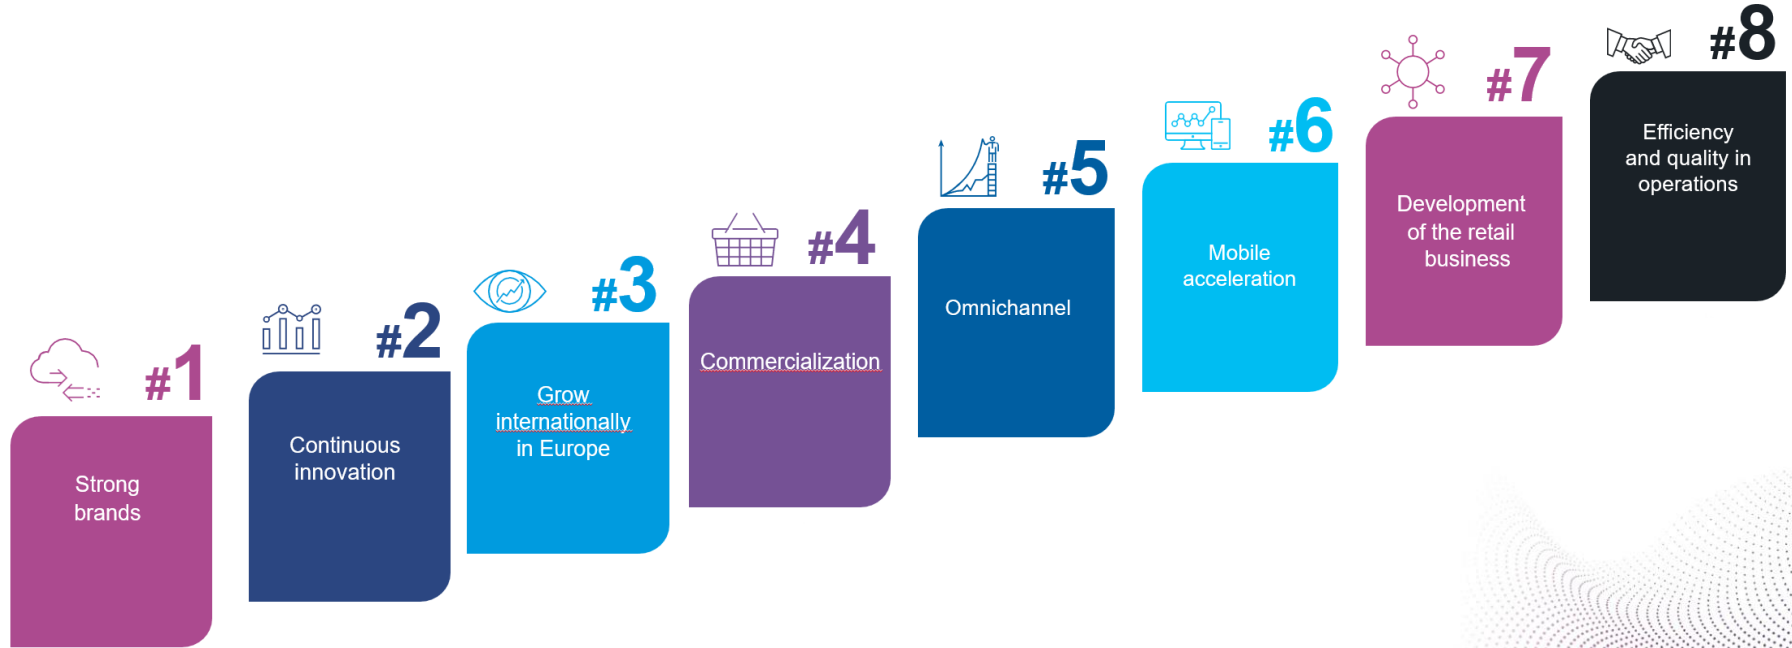 #1
Strong
brands
#2
Continuous
innovation
#3
Grow
internationally
in Europe
#4
Commercialization
#5
Omnichannel
#6
Mobile
acceleration
#7
Development
of the retail
business
#8
Efficiency
and quality in
operations